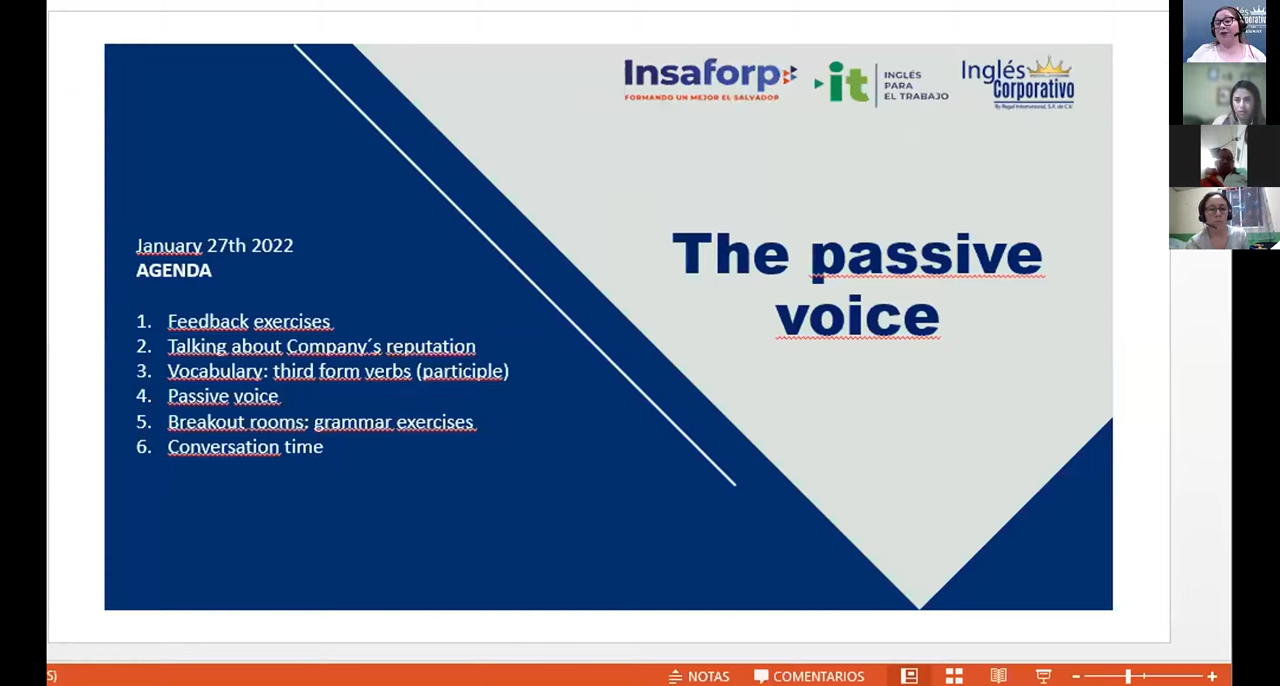 Insaforp
FORMANDO UN MEJOR EL SALVADOR
it
INGLÉS
PARA
EL TRABAJO
Inglés
Corporativo
By Regal International, S.A. de C.V.
January 27th 2022
AGENDA
1. Feedback exercises
2. Talking about Company´s reputation
3. Vocabulary: third form verbs (participle)
4. Passive voice
5. Breakout rooms: grammar exercises
6. Conversation time
The passive
voice
S)
NOTAS
COMENTARIOS